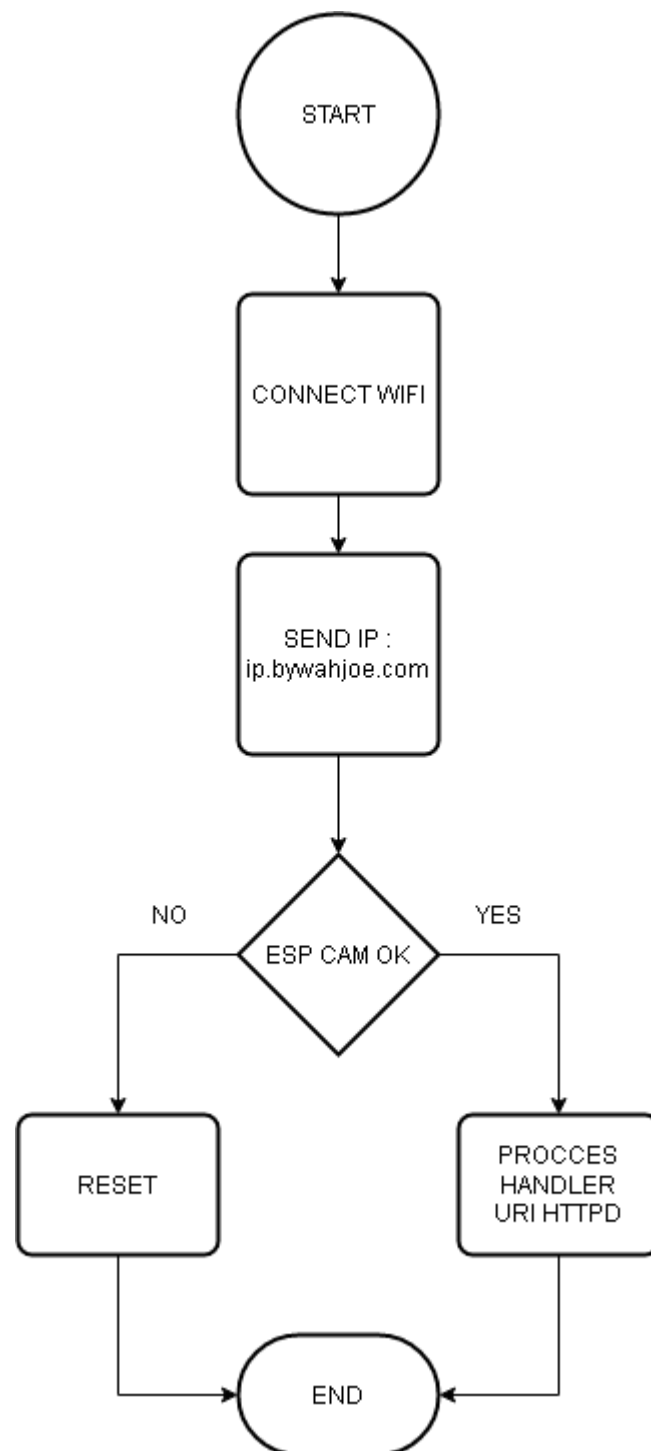 START
CONNECT WIFI
SEND IP :
ip.bywahjoe.com
NO
YES
ESP CAM OK
RESET
PROCCES
HANDLER
URI HTTPD
END